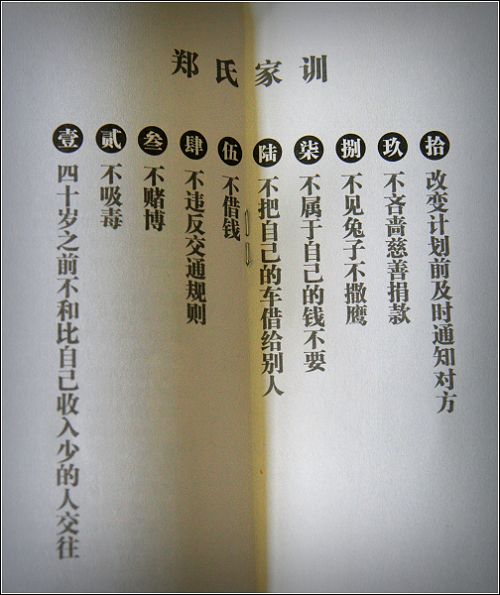 郑氏家训
壹 四十岁之前不和比自己收入少的人交往
贰 不吸毒
叁 不赌博
肆 不违反交通规则
伍 不借钱
陆 不把自己的车借给别人
柒 不属于自己的钱不要
捌 不见兔子不撒鹰
玖 不吝啬慈善捐款
拾 改变计划前及时通知对方